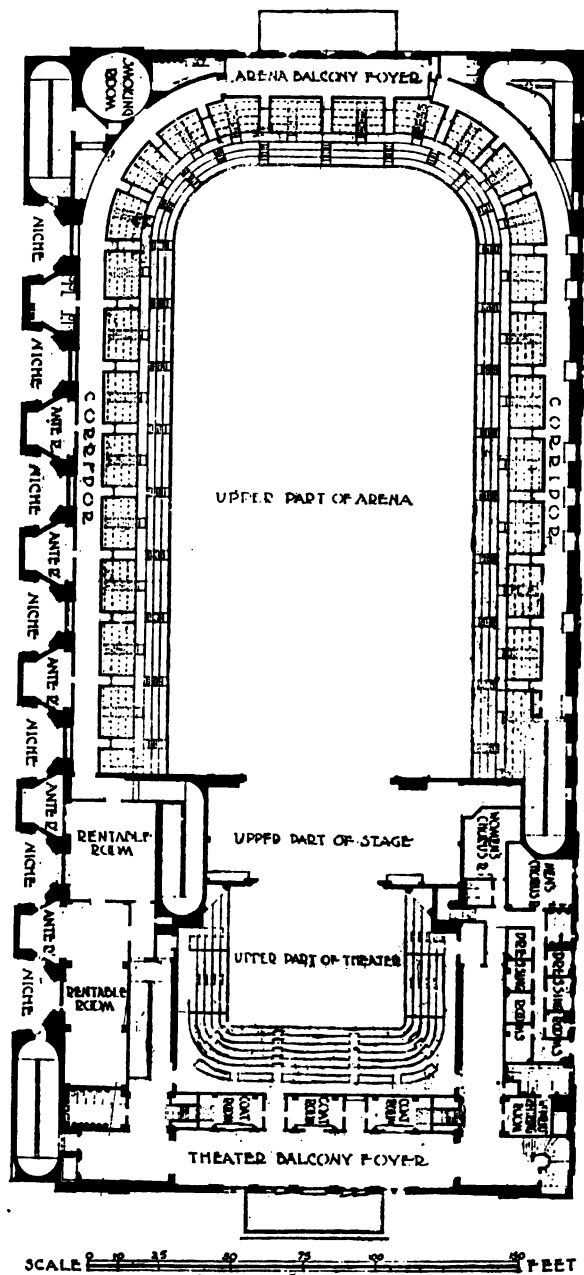 SMOKING
ROOM
ARENA BALCONY FOYER
NICHE
NICHE
ANTE R.
NICHE
ANTE R.
NICHE
ANTE R.
NICHE
ANTE R.
NICHE
ANTE R.
NICHE
CORRIDOR
CORRIDOR
UPPER PART OF ARENA
RENTABLE
ROOM
UPPER PART OF STAGE
WOMEN'S
CHORUS R.
MEN'S
CHORUS R.
UPPER PART OF THEATER
RENTABLE
ROOM
DRESSING ROOMS
DRESSING ROOMS
COAT
ROOM
COAT
ROOM
COAT
ROOM
ROOM
THEATER BALCONY FOYER
SCALE 0 10 25 50 75 100 150 FEET